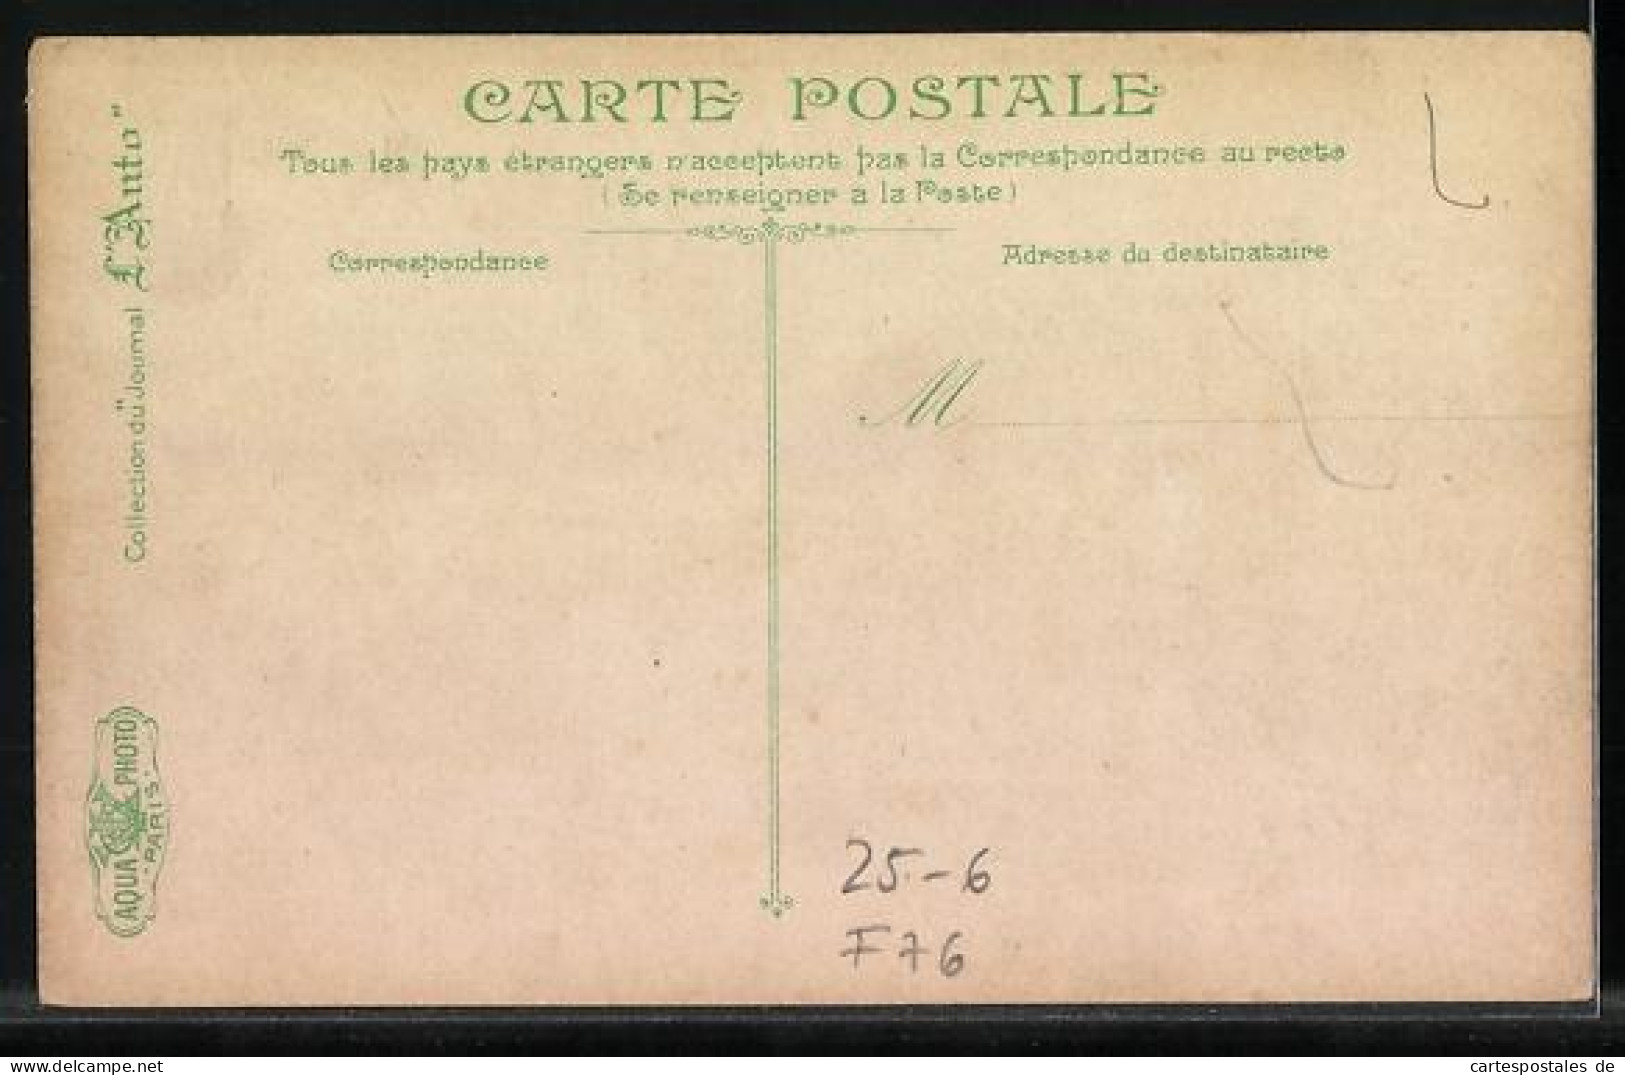 CARTE POSTALE
Tous les pays étrangers n'acceptent pas la Correspondance au recto
(Se renseigner à la Poste)
Correspondance
Adresse du destinataire
M
Collection du Journal "L'Auto"
AQUA PHOTO
- PARIS -
25-6
F76
cartespostales de